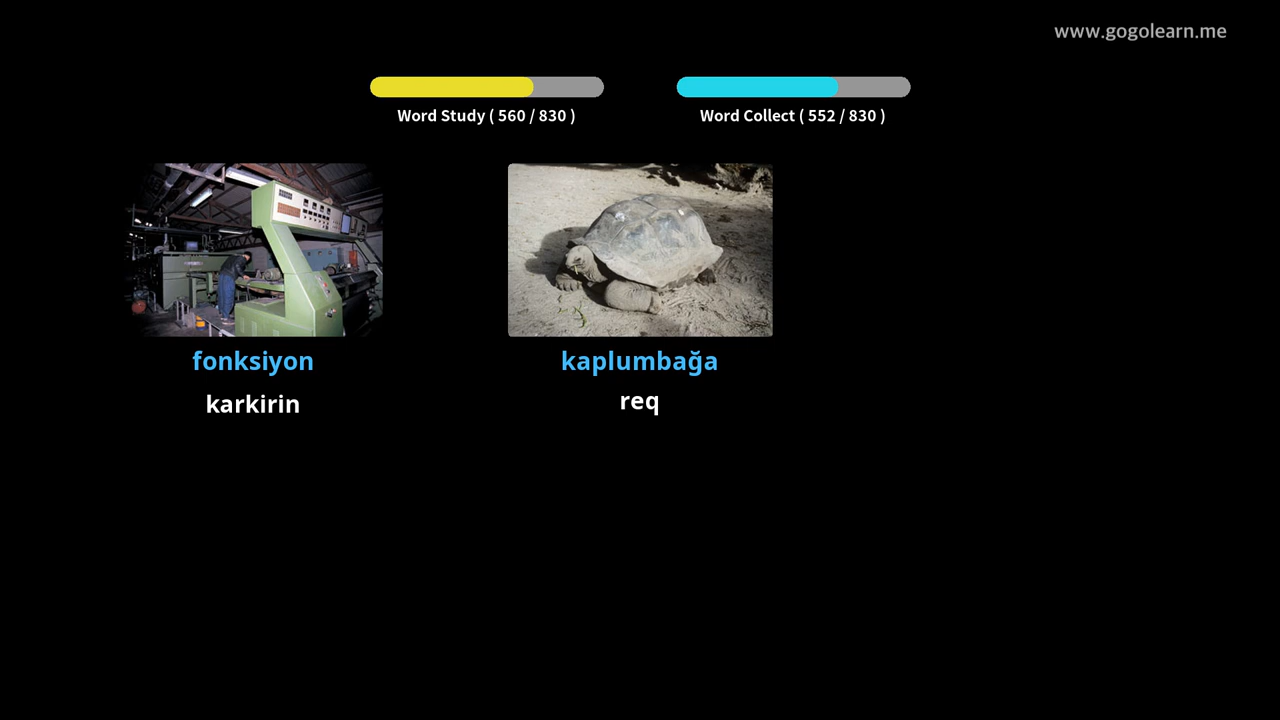 www.gogolearn.me
Word Study ( 560 / 830 )
Word Collect ( 552 / 830 )
fonksiyon
karkirin
kaplumbağa
req